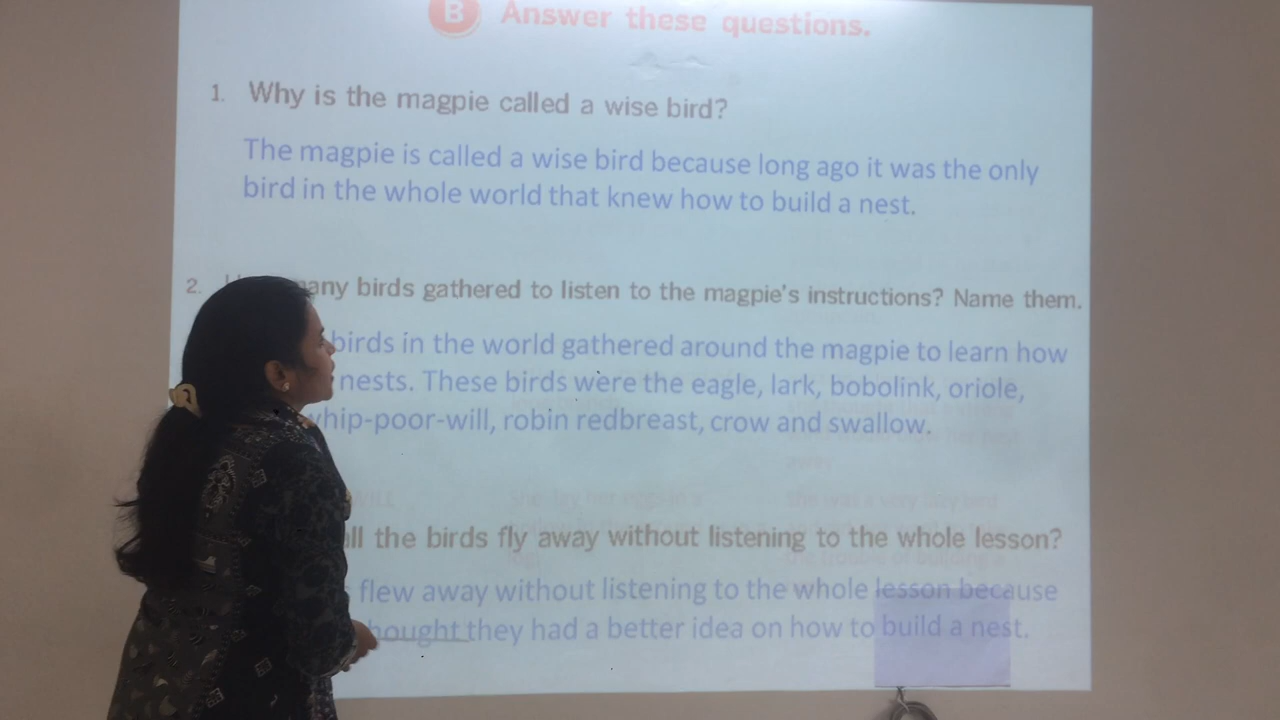 B Answer these questions.
1. Why is the magpie called a wise bird?
The magpie is called a wise bird because long ago it was the only
bird in the whole world that knew how to build a nest.
2. many birds gathered to listen to the magpie's instructions? Name them.
birds in the world gathered around the magpie to learn how
nests. These birds were the eagle, lark, bobolink, oriole,
whip-poor-will, robin redbreast, crow and swallow.
all the birds fly away without listening to the whole lesson?
flew away without listening to the whole lesson because
thought they had a better idea on how to build a nest.